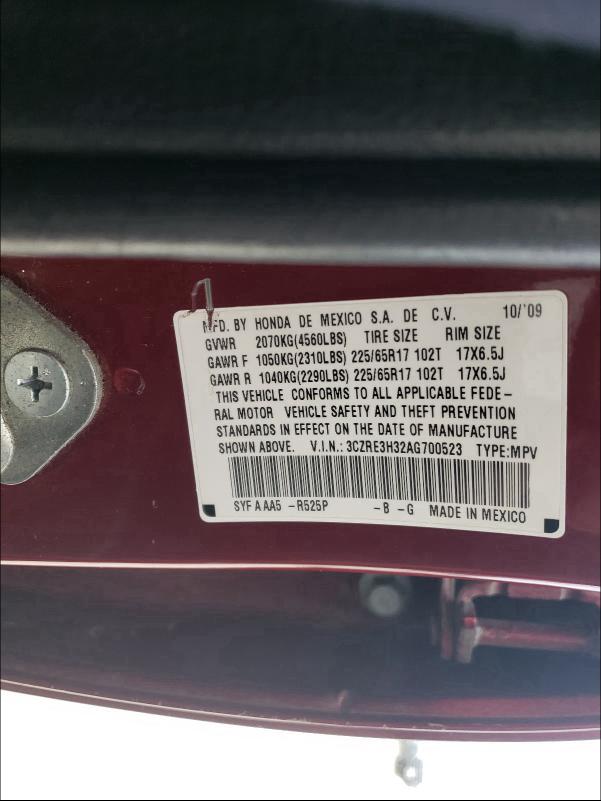 MFD. BY HONDA DE MEXICO S.A. DE C.V. 10/'09
GVWR 2070KG(4560LBS) TIRE SIZE RIM SIZE
GAWR F 1050KG(2310LBS) 225/65R17 102T 17X6.5J
GAWR R 1040KG(2290LBS) 225/65R17 102T 17X6.5J
THIS VEHICLE CONFORMS TO ALL APPLICABLE FEDE-
RAL MOTOR VEHICLE SAFETY AND THEFT PREVENTION
STANDARDS IN EFFECT ON THE DATE OF MANUFACTURE
SHOWN ABOVE. V.I.N.: 3CZRE3H32AG700523 TYPE:MPV
SYF A AA5 -R525P -B -G MADE IN MEXICO